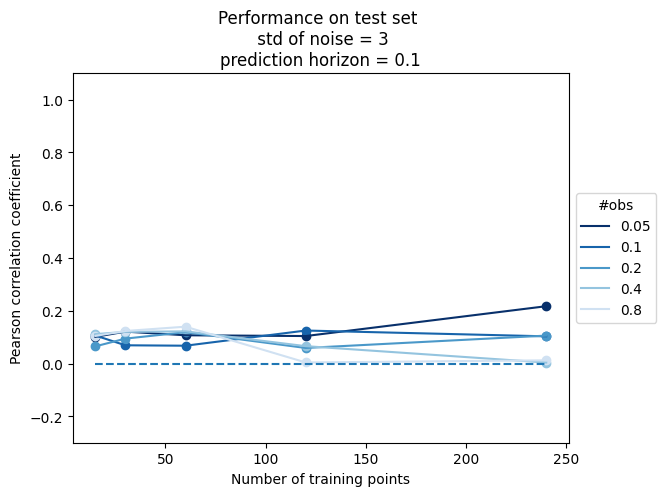 Performance on test set
std of noise = 3
prediction horizon = 0.1
Pearson correlation coefficient
1.0
0.8
0.6
0.4
0.2
0.0
−0.2
50
100
150
200
250
Number of training points
#obs
0.05
0.1
0.2
0.4
0.8